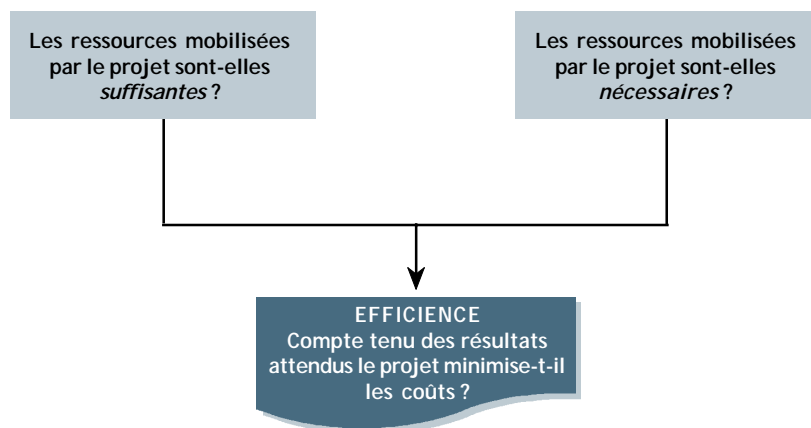 Les ressources mobilisées
par le projet sont-elles
suffisantes ?
Les ressources mobilisées
par le projet sont-elles
nécessaires ?
EFFICIENCE
Compte tenu des résultats
attendus le projet minimise-t-il
les coûts ?